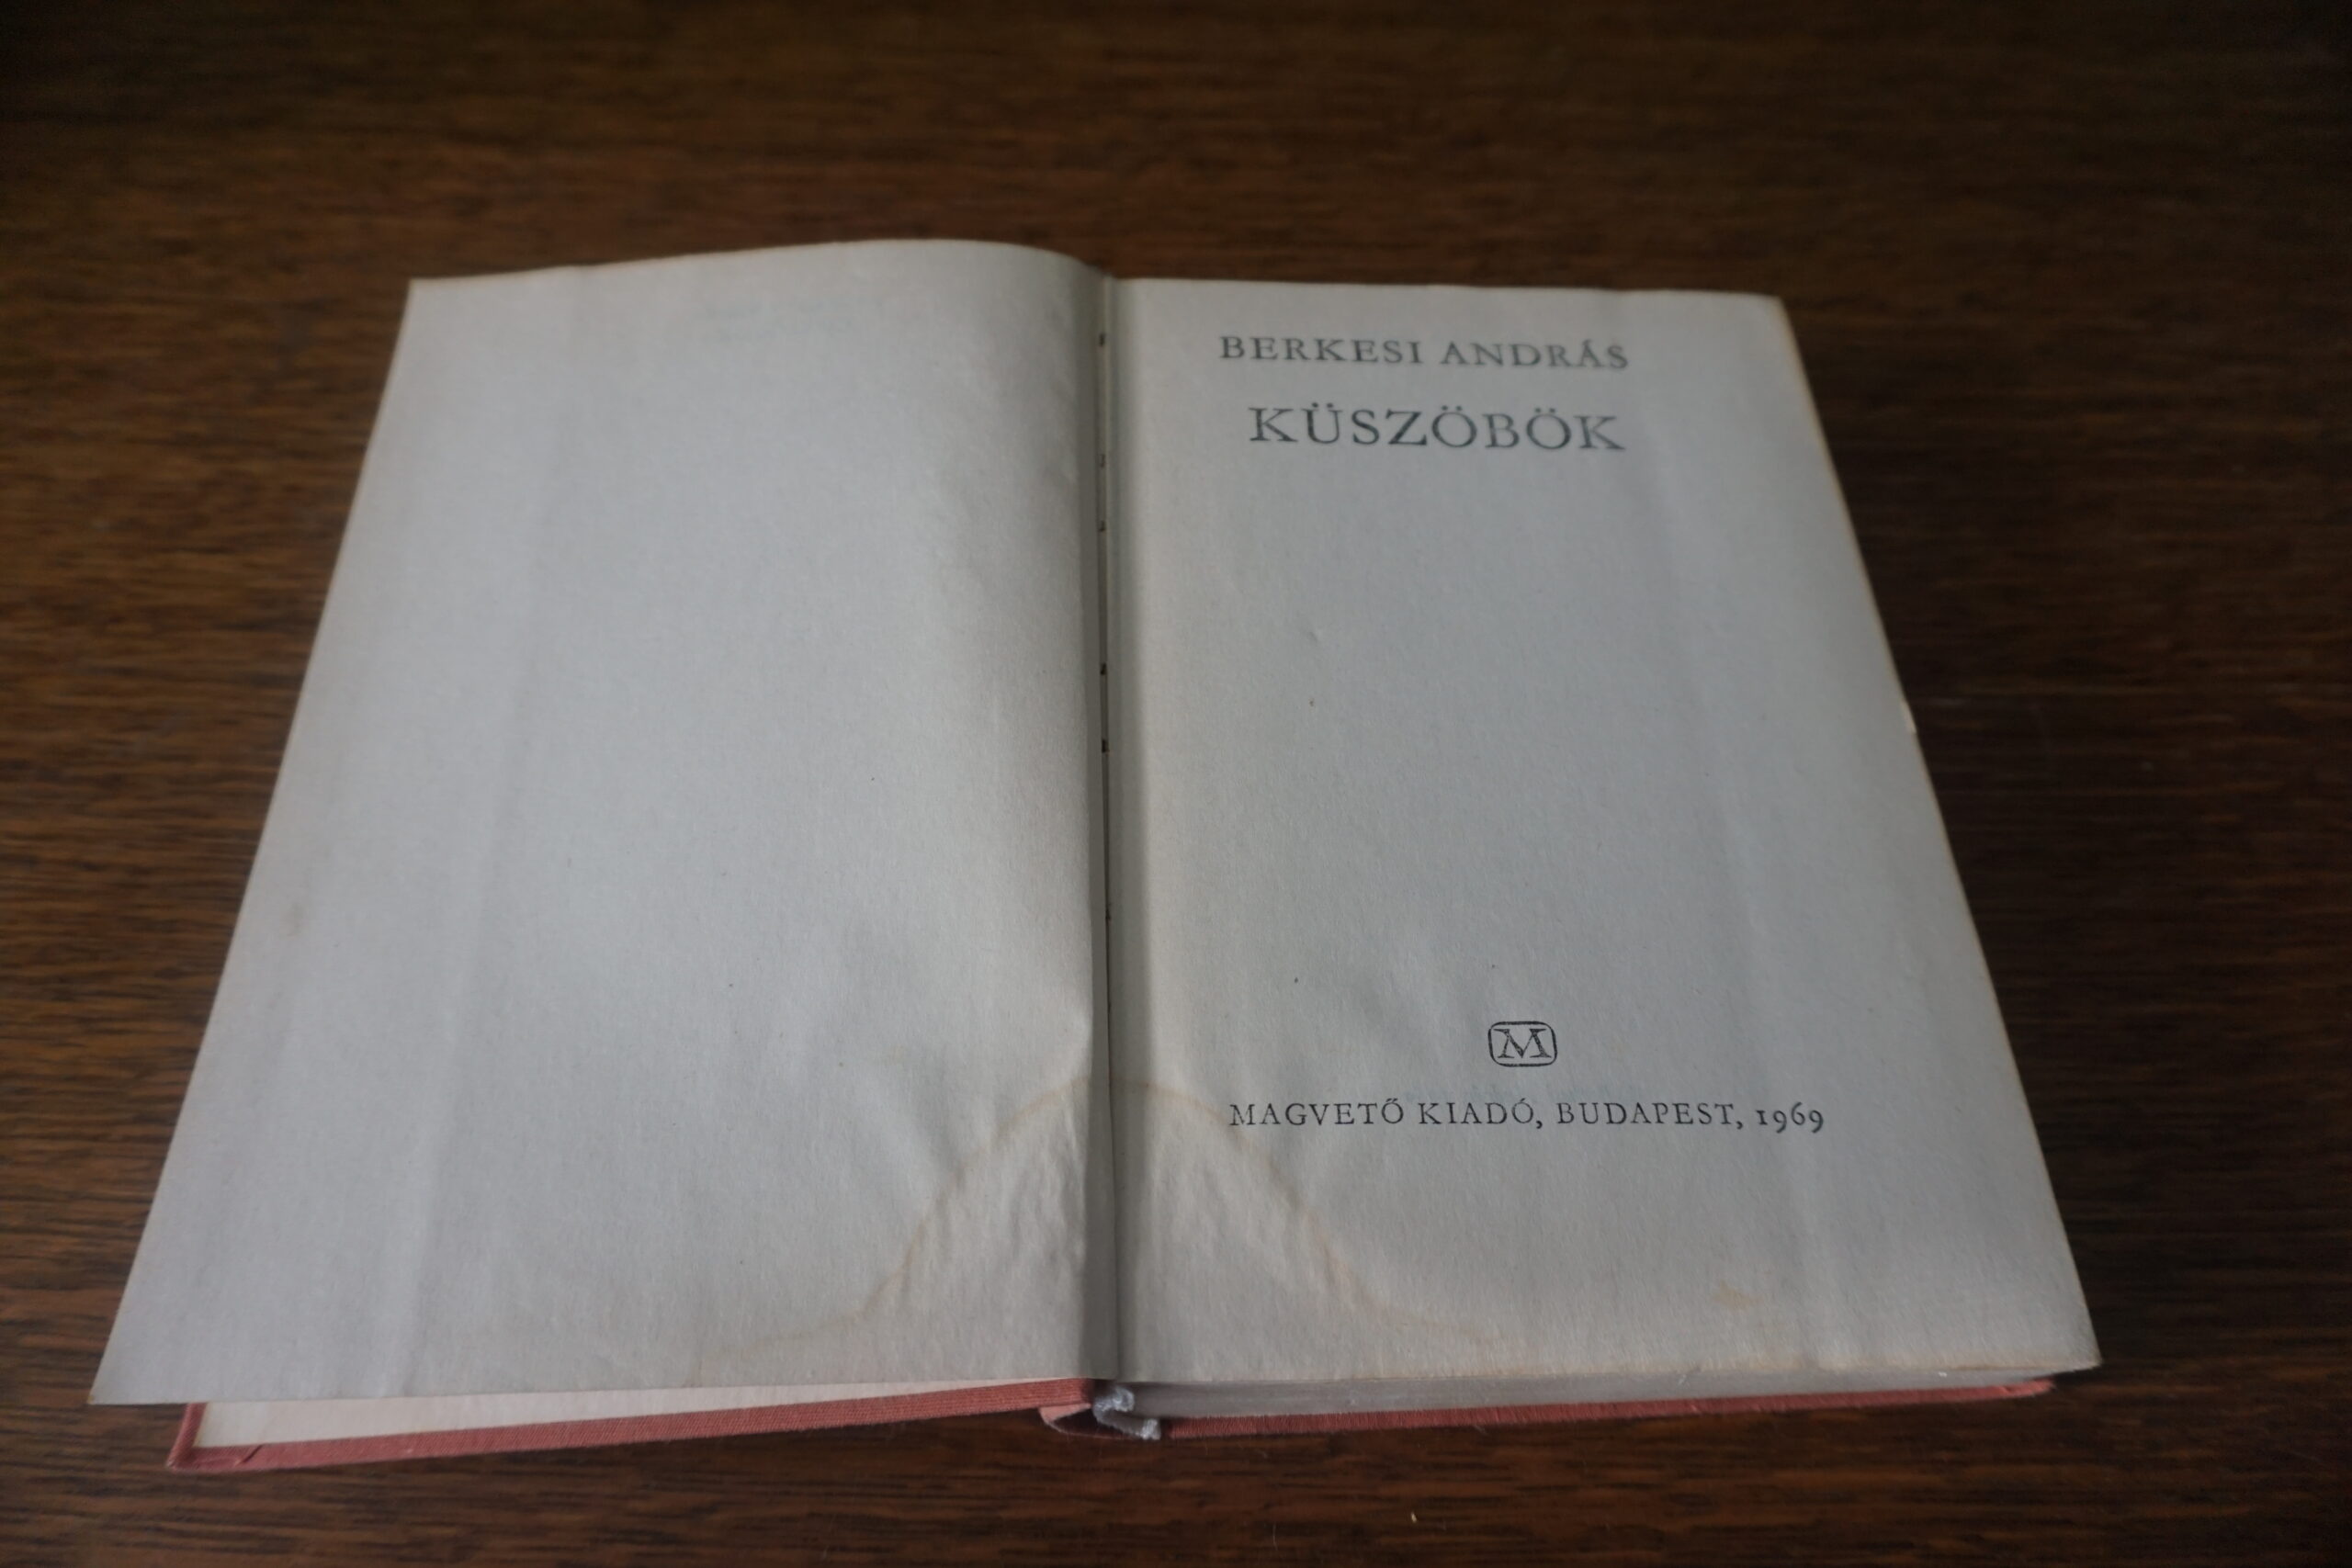 BERKESI ANDRÁS
KÜSZÖBÖK
M
MAGVETŐ KIADÓ, BUDAPEST, 1969